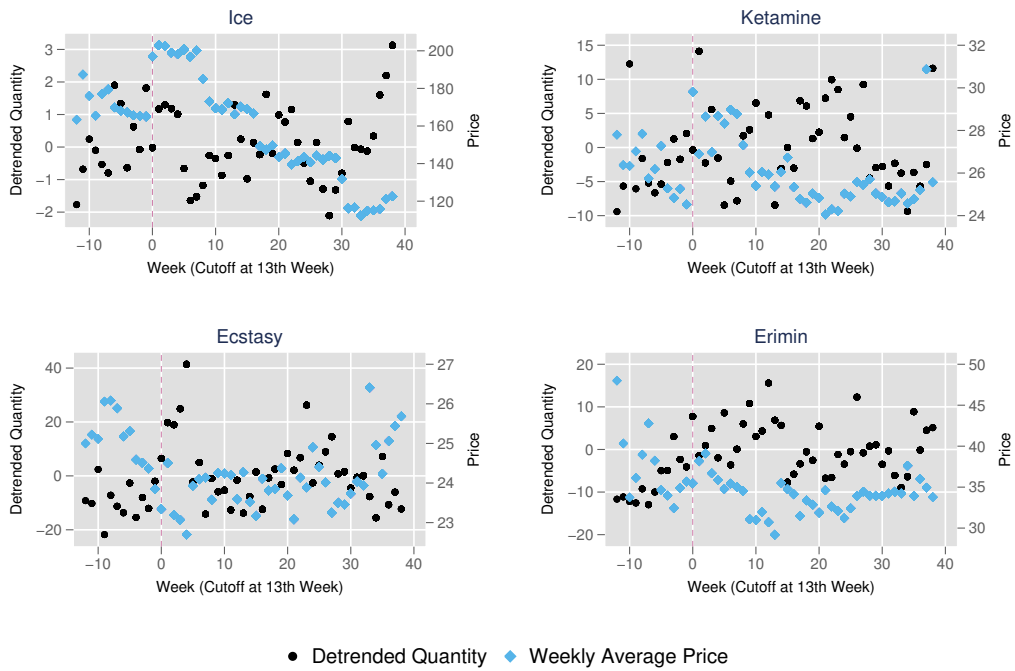 Ice
Detrended Quantity
3
2
1
0
−1
−2
200
180
160
140
120
Price
−10 0 10 20 30 40
Week (Cutoff at 13th Week)
Ketamine
Detrended Quantity
15
10
5
0
−5
−10
32
30
28
26
24
Price
−10 0 10 20 30 40
Week (Cutoff at 13th Week)
Ecstasy
Detrended Quantity
40
20
0
−20
27
26
25
24
23
Price
−10 0 10 20 30 40
Week (Cutoff at 13th Week)
Erimin
Detrended Quantity
20
10
0
−10
−20
50
45
40
35
30
Price
−10 0 10 20 30 40
Week (Cutoff at 13th Week)
Detrended Quantity Weekly Average Price